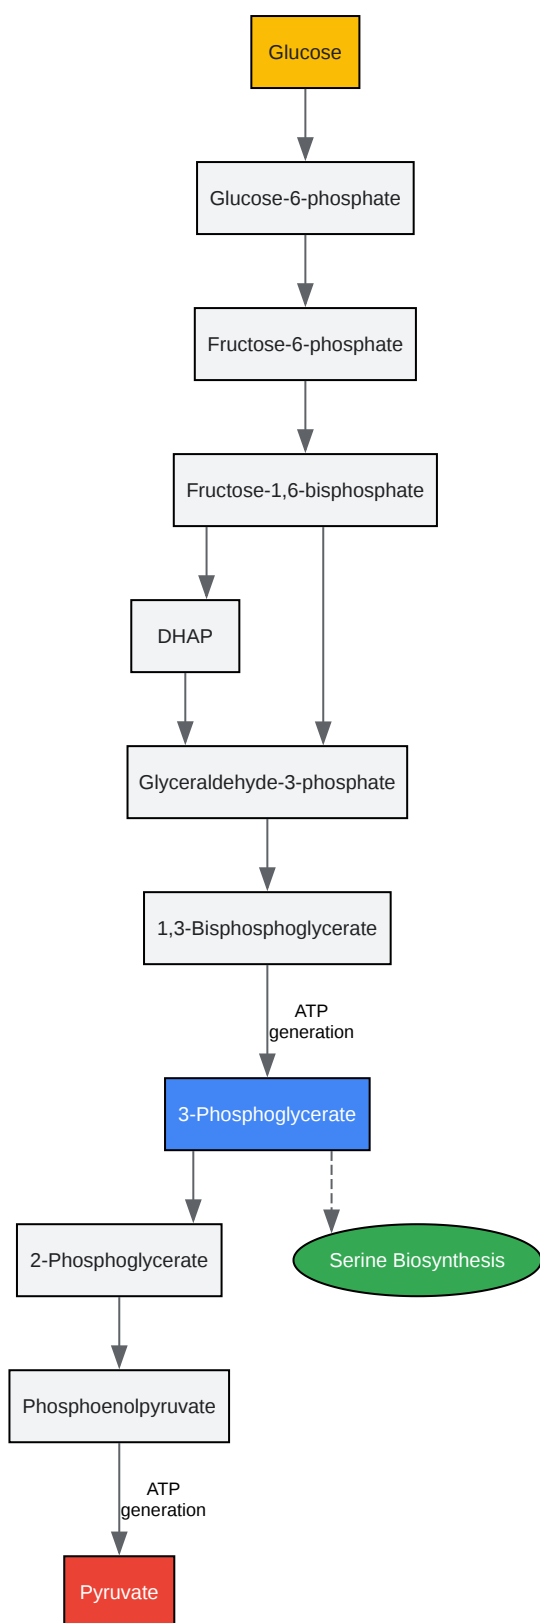 Glucose
Glucose-6-phosphate
Fructose-6-phosphate
Fructose-1,6-bisphosphate
DHAP
Glyceraldehyde-3-phosphate
1,3-Bisphosphoglycerate
ATP
generation
3-Phosphoglycerate
2-Phosphoglycerate
Serine Biosynthesis
Phosphoenolpyruvate
ATP
generation
Pyruvate